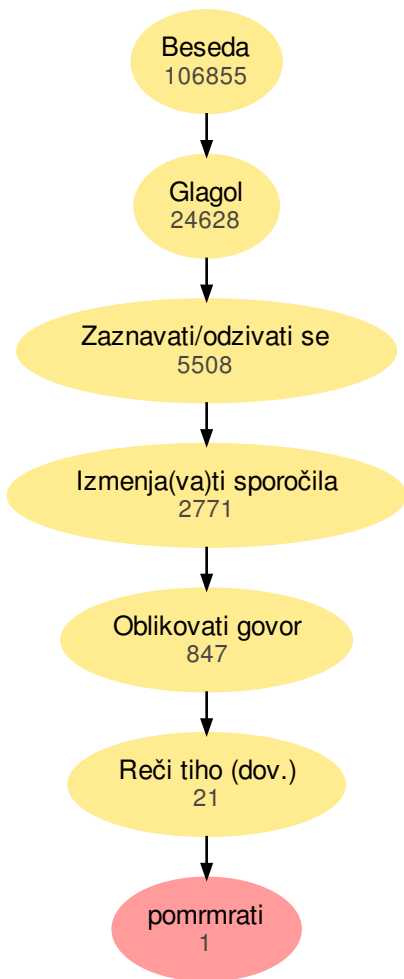 Beseda
106855
Glagol
24628
Zaznavati/odzivati se
5508
Izmenja(va)ti sporočila
2771
Oblikovati govor
847
Reči tiho (dov.)
21
pomrmrati
1